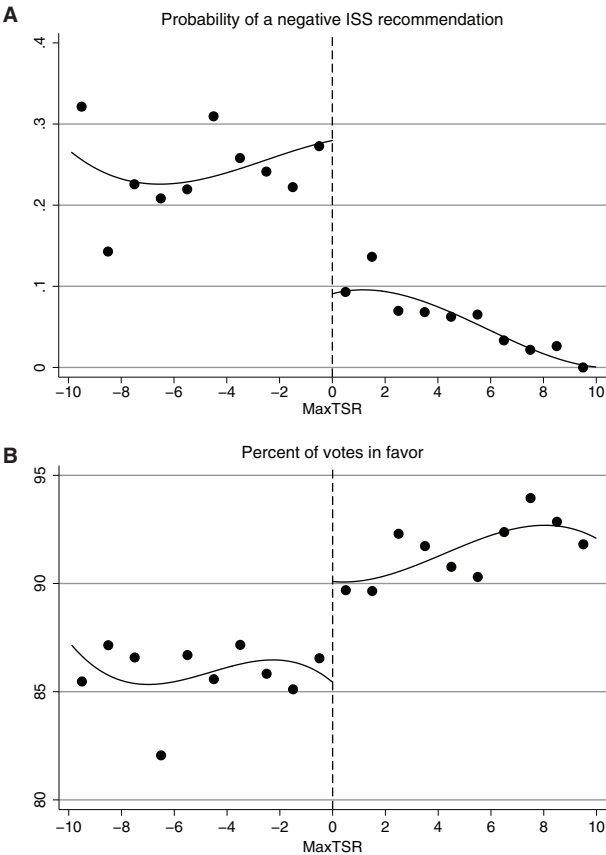 A
Probability of a negative ISS recommendation
.4
.3
.2
.1
0
−10 −8 −6 −4 −2 0 2 4 6 8 10
MaxTSR
B
Percent of votes in favor
95
90
85
80
−10 −8 −6 −4 −2 0 2 4 6 8 10
MaxTSR